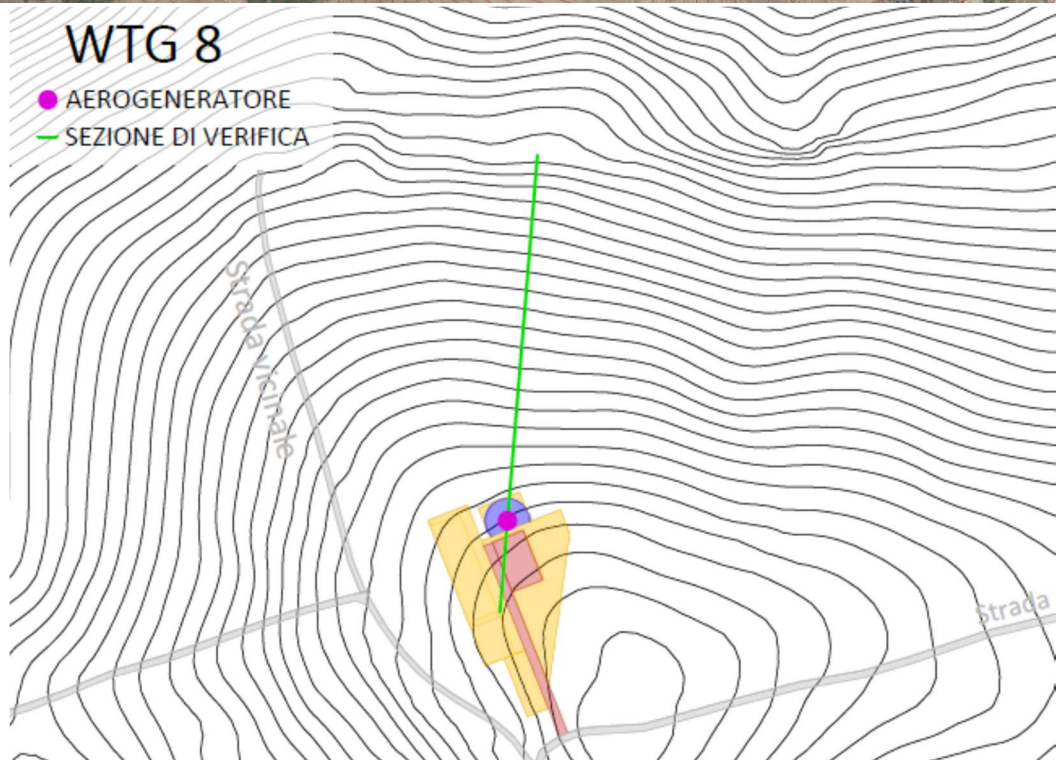 WTG 8
AEROGENERATORE
SEZIONE DI VERIFICA
Strada vicinale
Strada